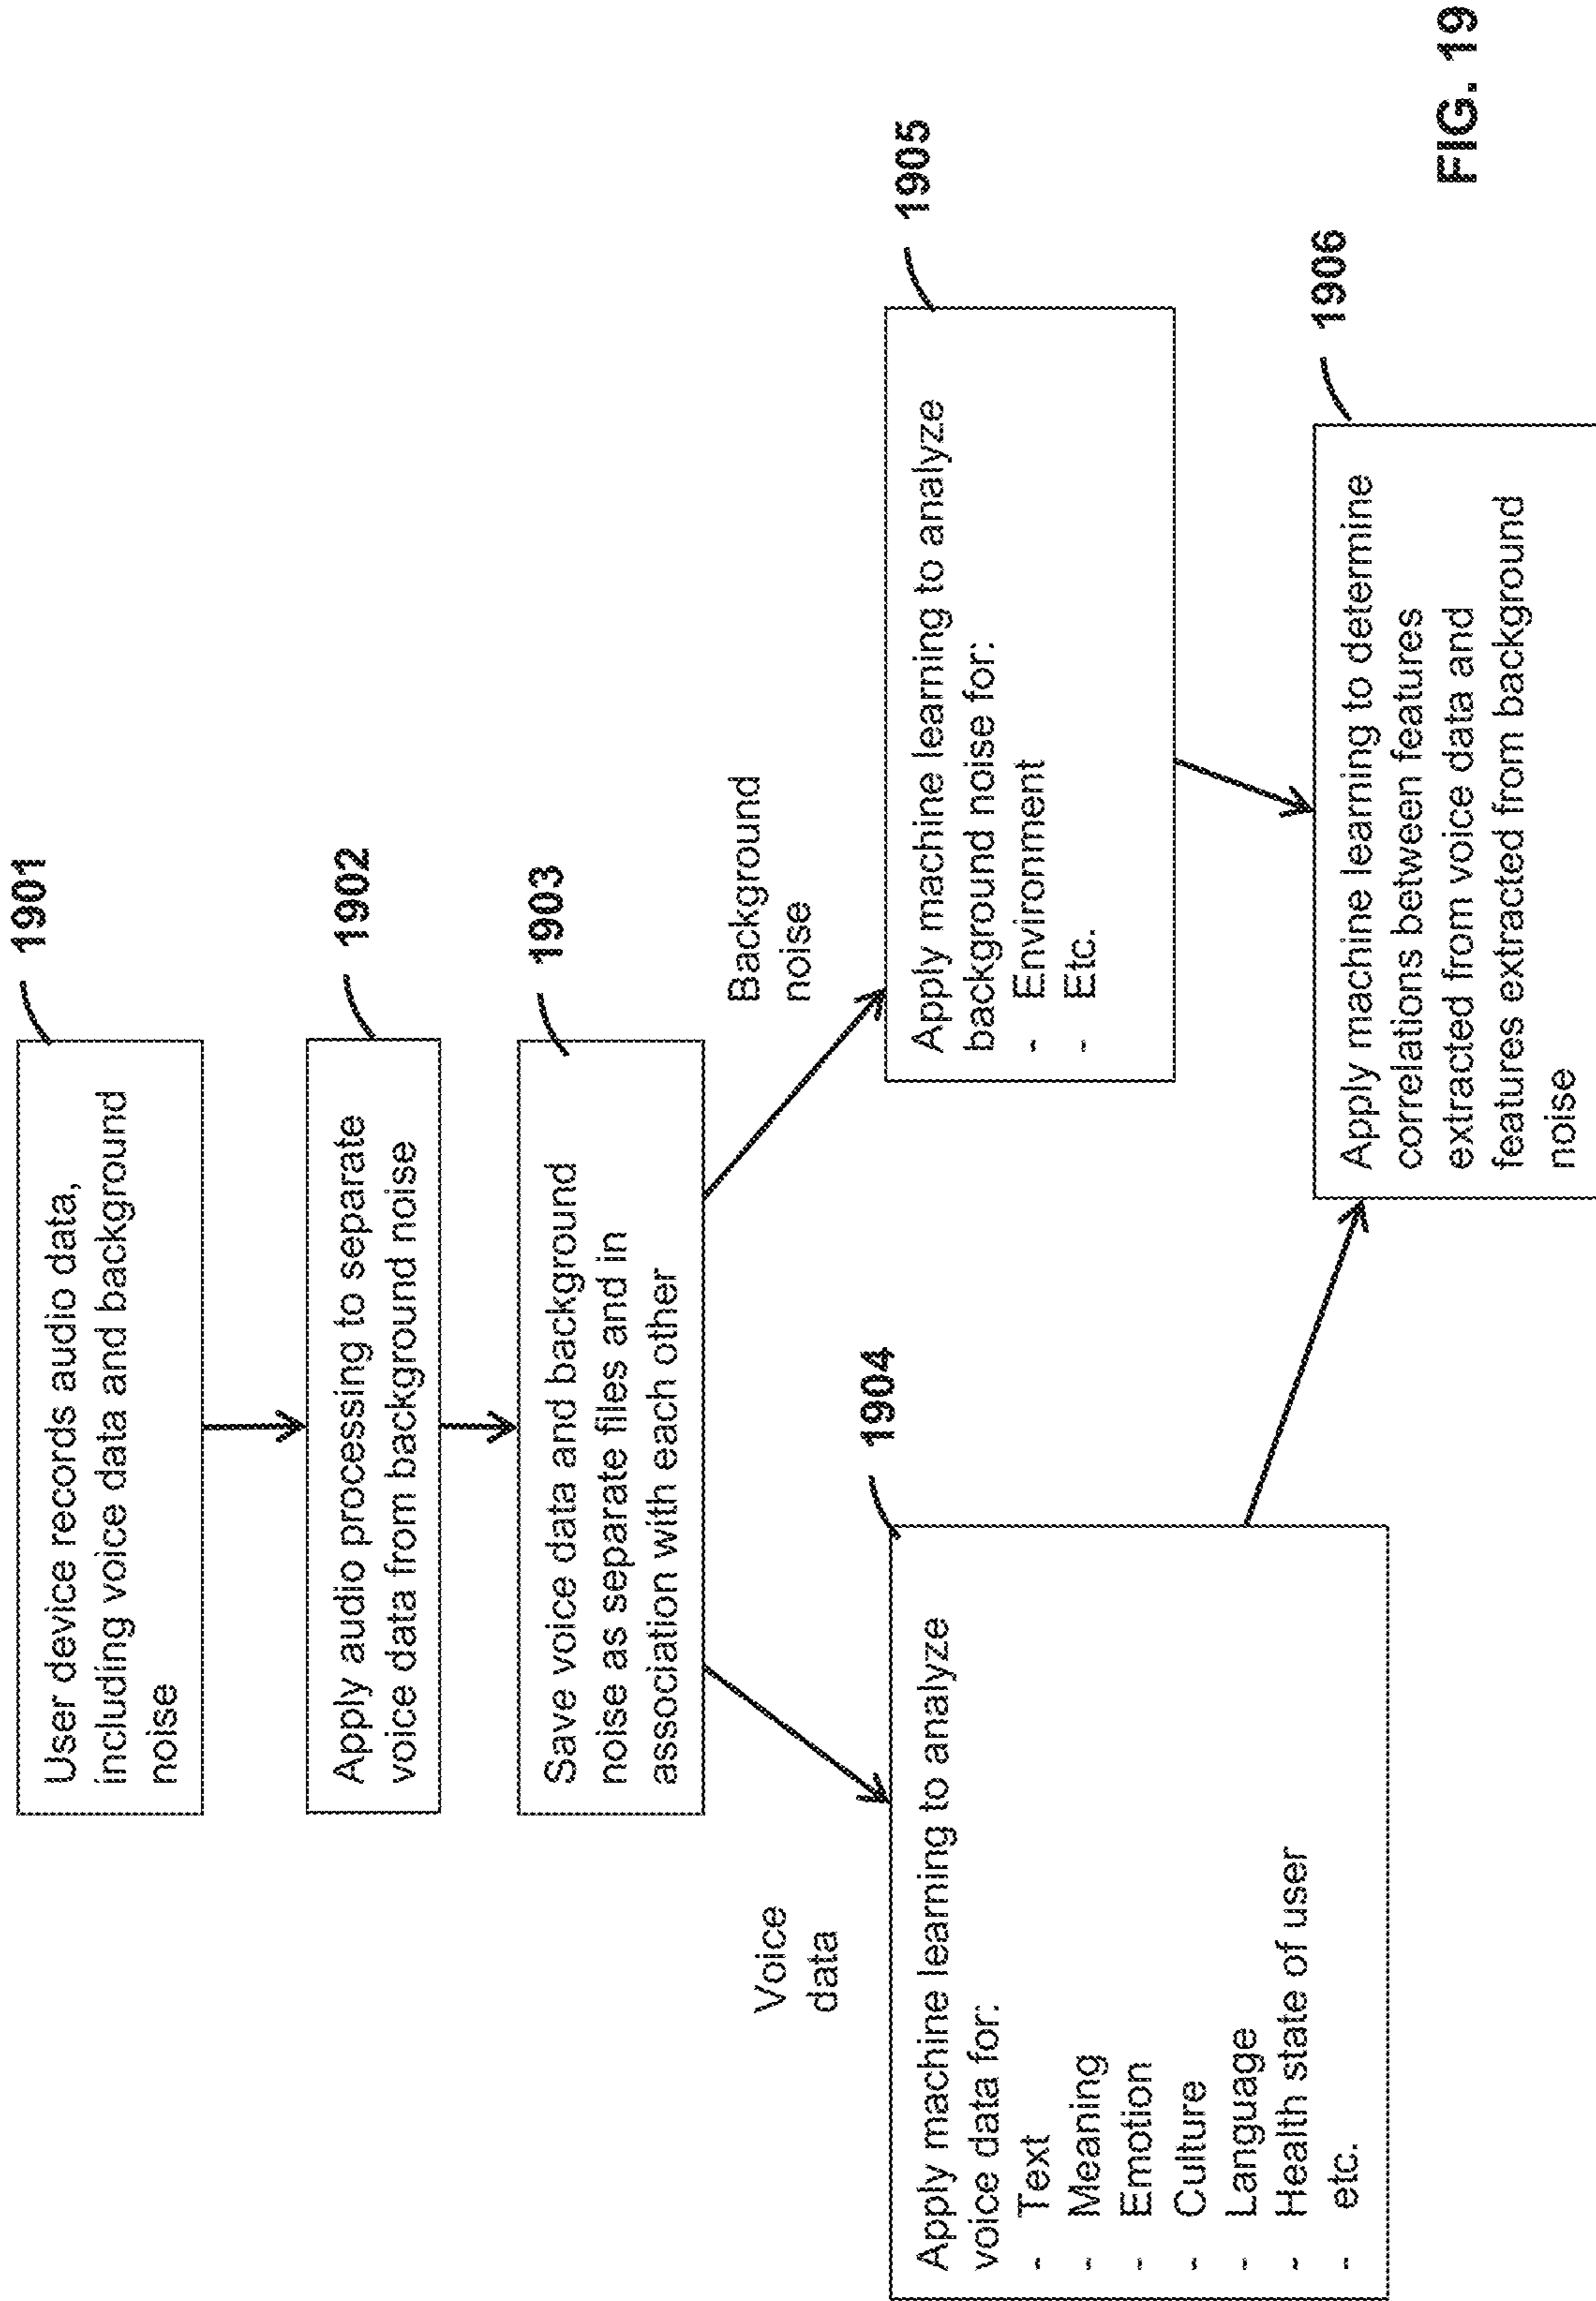 1901
User device records audio data,
including voice data and background
noise
1902
Apply audio processing to separate
voice data from background noise
1903
Save voice data and background
noise as separate files and in
association with each other
Voice
data
Background
noise
1904
Apply machine learning to analyze
voice data for:
- Text
- Meaning
- Emotion
- Culture
- Language
- Health state of user
- etc.
1905
Apply machine learning to analyze
background noise for:
- Environment
- Etc.
1906
Apply machine learning to determine
correlations between features
extracted from voice data and
features extracted from background
noise
FIG. 19